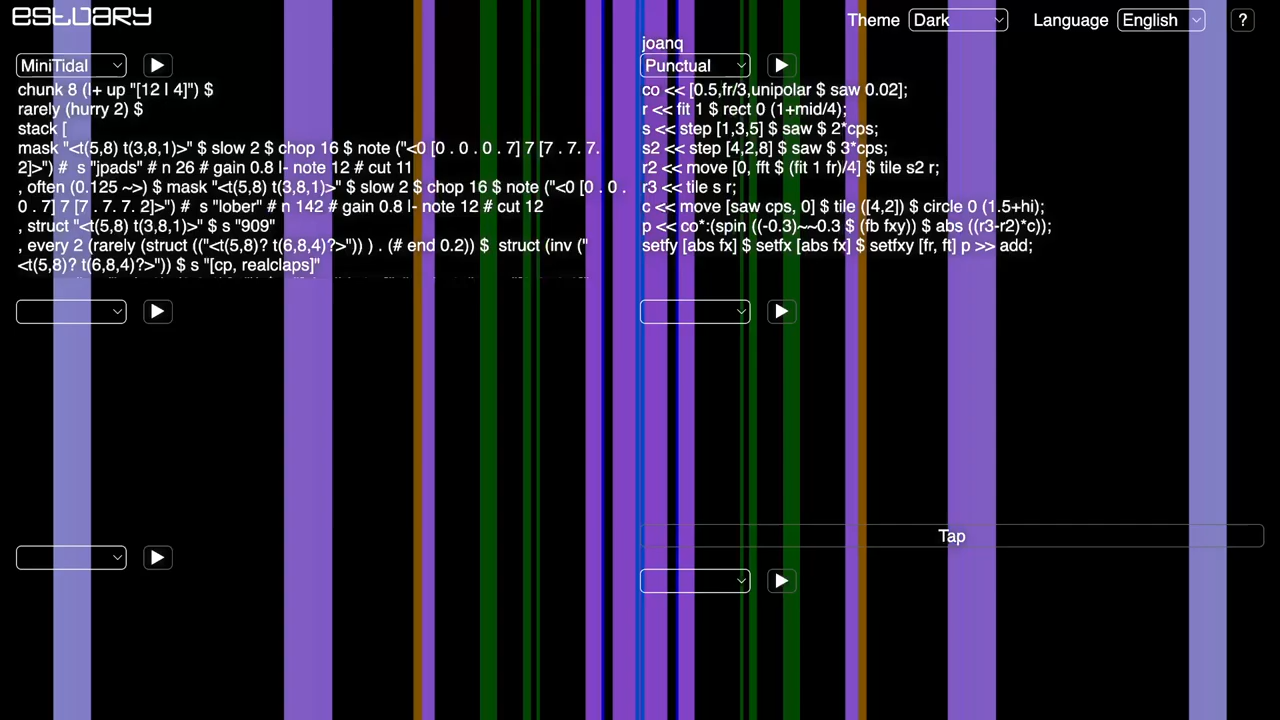 estuary
Theme Dark Language English ?
joanq
MiniTidal
chunk 8 (|+ up "[12 | 4]") $
rarely (hurry 2) $
stack [
mask "<t(5,8) t(3,8,1)>" $ slow 2 $ chop 16 $ note ("<0 [0 . 0 . 0 . 7] 7 [7 . 7. 7.
2]>") # s "jpads" # n 26 # gain 0.8 |- note 12 # cut 11
, often (0.125 ~>) $ mask "<t(5,8) t(3,8,1)>" $ slow 2 $ chop 16 $ note ("<0 [0 . 0 .
0 . 7] 7 [7 . 7. 7. 2]>") # s "lober" # n 142 # gain 0.8 |- note 12 # cut 12
, struct "<t(5,8) t(3,8,1)>" $ s "909"
, every 2 (rarely (struct (("<t(5,8)? t(6,8,4)?>")) ) . (# end 0.2)) $ struct (inv ("
<t(5,8)? t(6,8,4)?>")) $ s "[cp, realclaps]"
Punctual
co << [0.5,fr/3,unipolar $ saw 0.02];
r << fit 1 $ rect 0 (1+mid/4);
s << step [1,3,5] $ saw $ 2*cps;
s2 << step [4,2,8] $ saw $ 3*cps;
r2 << move [0, fft $ (fit 1 fr)/4] $ tile s2 r;
r3 << tile s r;
c << move [saw cps, 0] $ tile ([4,2]) $ circle 0 (1.5+hi);
p << co*:(spin ((-0.3)~~0.3 $ (fb fxy)) $ abs ((r3-r2)*c));
setfy [abs fx] $ setfx [abs fx] $ setfxy [fr, ft] p >> add;
Tap